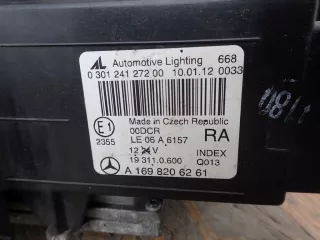 AL Automotive Lighting 668
0 301 241 272 00 10.01.12 0033
Made in Czech Republic
E1 00DCR RA
2355 LE 06 A 6157
12 V INDEX
19 311.0.600 Q013
A 169 820 62 61